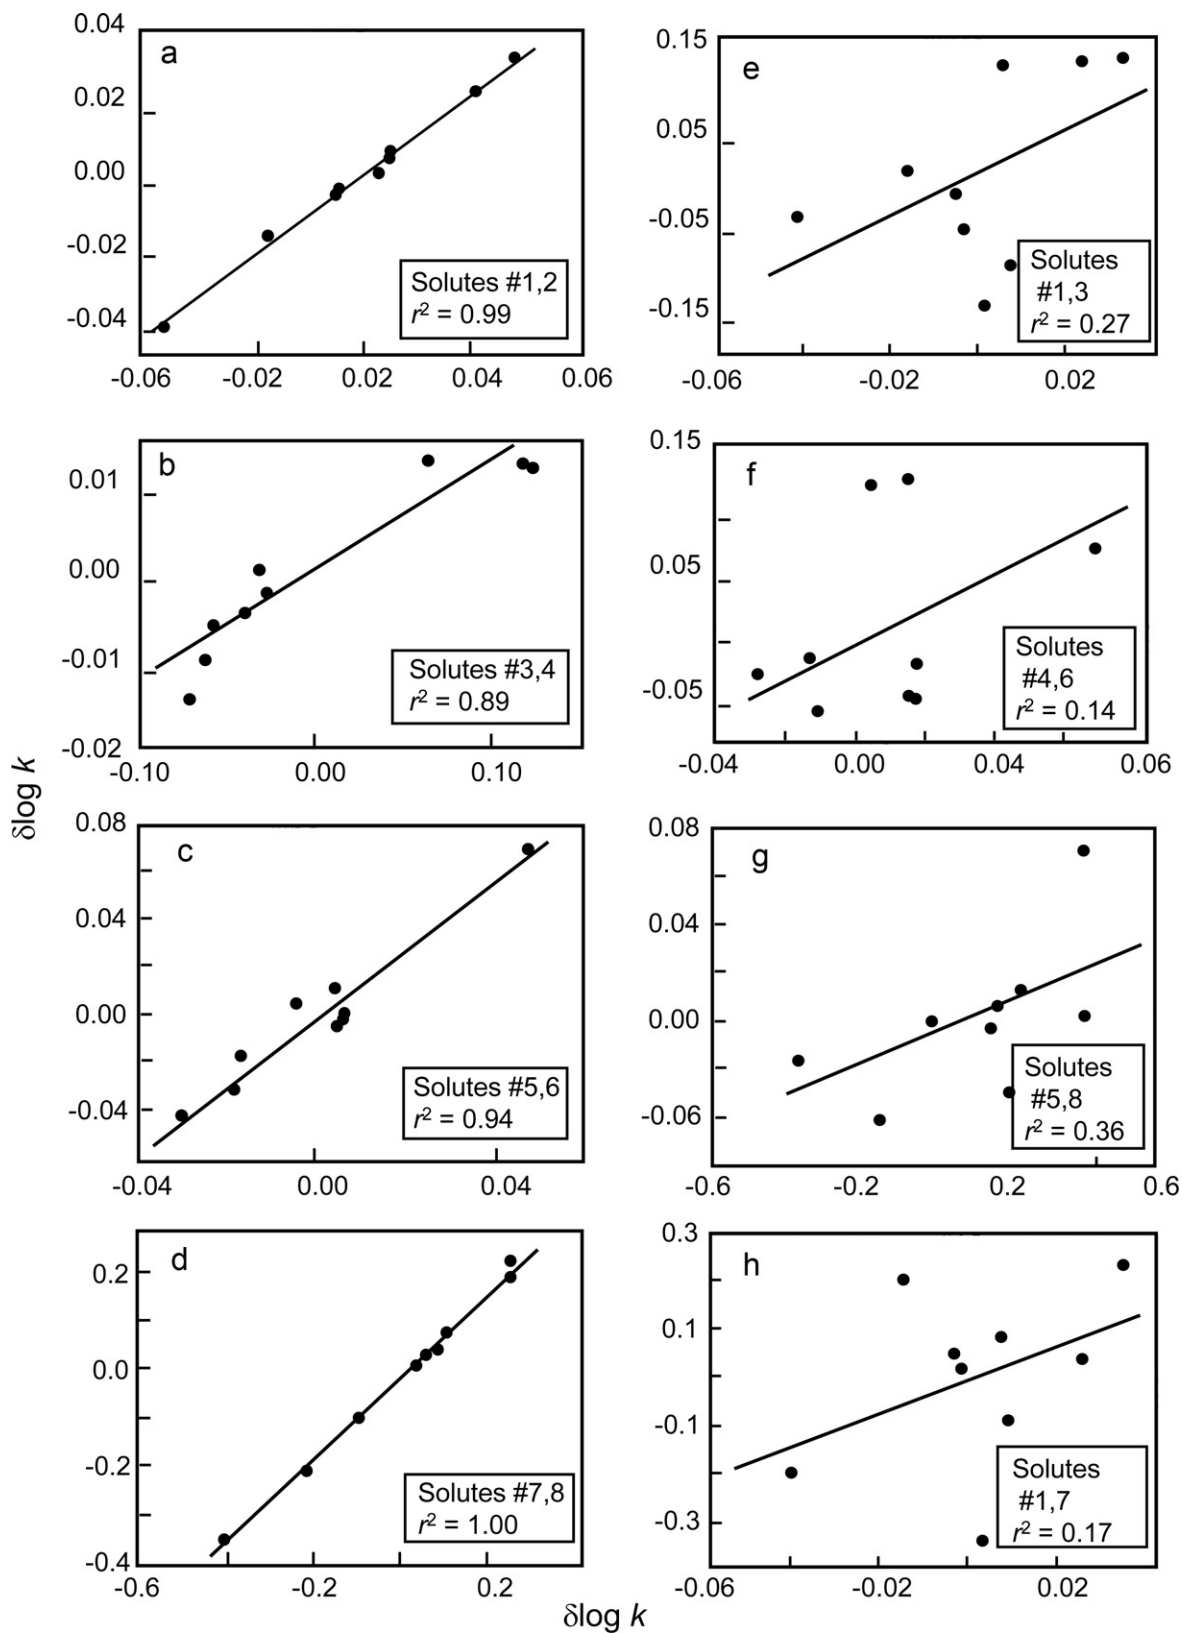 0.04
a
0.02
0.00
-0.02
-0.04
Solutes #1,2
r² = 0.99
-0.06
-0.02
0.02
0.04
0.06
0.15
e
0.05
-0.05
-0.15
Solutes
#1,3
r² = 0.27
-0.06
-0.02
0.02
b
0.01
0.00
-0.01
-0.02
Solutes #3,4
r² = 0.89
-0.10
0.00
0.10
0.15
f
0.05
-0.05
Solutes
#4,6
r² = 0.14
-0.04
0.00
0.04
0.06
δlog k
0.08
c
0.04
0.00
-0.04
Solutes #5,6
r² = 0.94
-0.04
0.00
0.04
0.08
g
0.04
0.00
-0.06
Solutes
#5,8
r² = 0.36
-0.6
-0.2
0.2
0.6
d
0.2
0.0
-0.2
-0.4
Solutes #7,8
r² = 1.00
-0.6
-0.2
0.2
0.3
h
0.1
-0.1
-0.3
Solutes
#1,7
r² = 0.17
-0.06
-0.02
0.02
δlog k